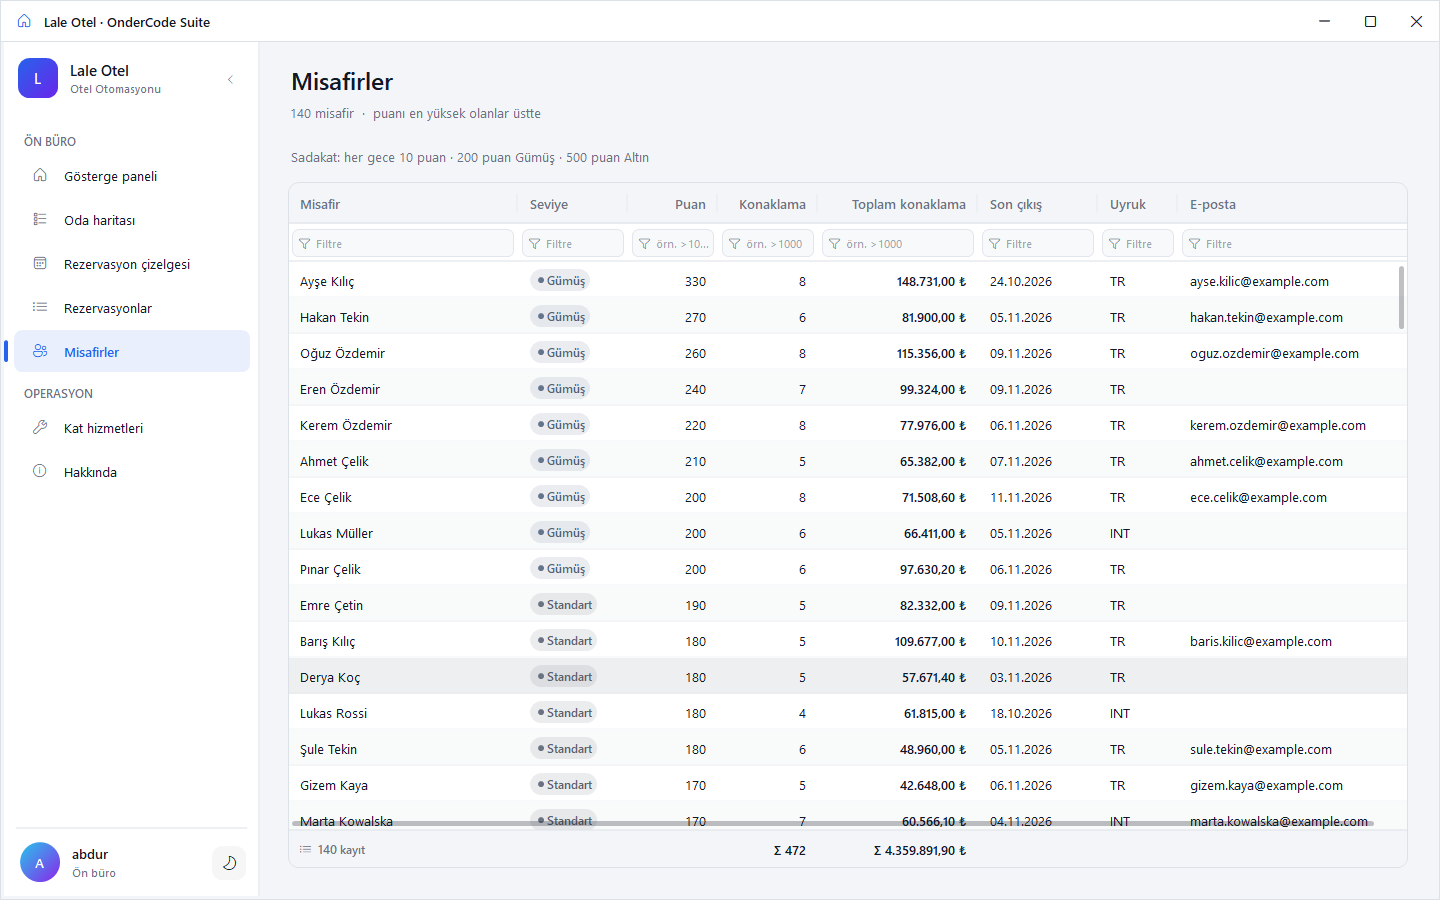 Lale Otel · OnderCode Suite
L
Lale Otel
Otel Otomasyonu
ÖN BÜRO
Gösterge paneli
Oda haritası
Rezervasyon çizelgesi
Rezervasyonlar
Misafirler
OPERASYON
Kat hizmetleri
Hakkında
A
abdur
Ön büro
Misafirler
140 misafir · puanı en yüksek olanlar üstte
Sadakat: her gece 10 puan · 200 puan Gümüş · 500 puan Altın
Misafir Seviye Puan Konaklama Toplam konaklama Son çıkış Uyruk E-posta
Filtre Filtre örn. >10... örn. >1000 örn. >1000 Filtre Filtre Filtre
Ayşe Kılıç Gümüş 330 8 148.731,00 ₺ 24.10.2026 TR ayse.kilic@example.com
Hakan Tekin Gümüş 270 6 81.900,00 ₺ 05.11.2026 TR hakan.tekin@example.com
Oğuz Özdemir Gümüş 260 8 115.356,00 ₺ 09.11.2026 TR oguz.ozdemir@example.com
Eren Özdemir Gümüş 240 7 99.324,00 ₺ 09.11.2026 TR
Kerem Özdemir Gümüş 220 8 77.976,00 ₺ 06.11.2026 TR kerem.ozdemir@example.com
Ahmet Çelik Gümüş 210 5 65.382,00 ₺ 07.11.2026 TR ahmet.celik@example.com
Ece Çelik Gümüş 200 8 71.508,60 ₺ 11.11.2026 TR ece.celik@example.com
Lukas Müller Gümüş 200 6 66.411,00 ₺ 05.11.2026 INT
Pınar Çelik Gümüş 200 6 97.630,20 ₺ 06.11.2026 TR
Emre Çetin Standart 190 5 82.332,00 ₺ 09.11.2026 TR
Barış Kılıç Standart 180 5 109.677,00 ₺ 10.11.2026 TR baris.kilic@example.com
Derya Koç Standart 180 5 57.671,40 ₺ 03.11.2026 TR
Lukas Rossi Standart 180 4 61.815,00 ₺ 18.10.2026 INT
Şule Tekin Standart 180 6 48.960,00 ₺ 05.11.2026 TR sule.tekin@example.com
Gizem Kaya Standart 170 5 42.648,00 ₺ 06.11.2026 TR gizem.kaya@example.com
Marta Kowalska Standart 170 7 60.566,10 ₺ 04.11.2026 INT marta.kowalska@example.com
140 kayıt Σ 472 Σ 4.359.891,90 ₺